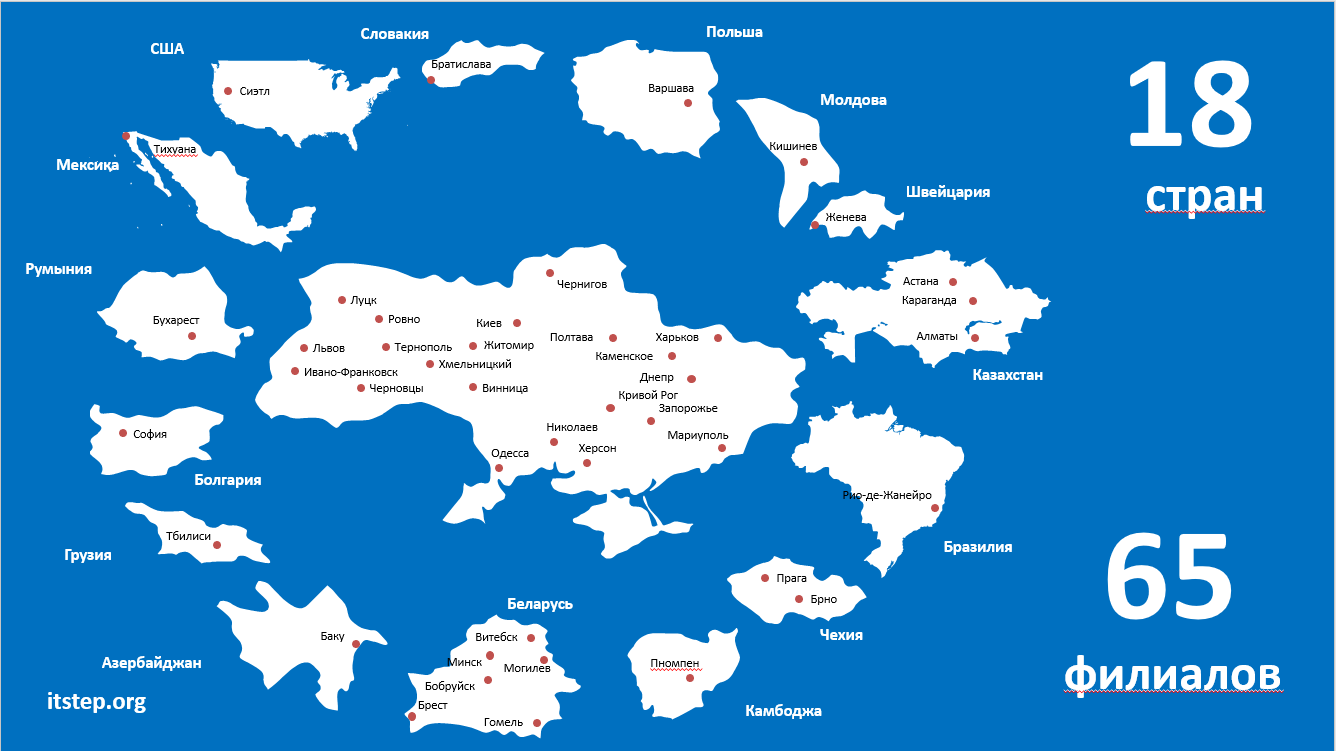 США
Словакия
Польша
Братислава
Сиэтл
Варшава
18
Молдова
Мексика
Тихуана
Кишинев
Швейцария
стран
Женева
Румыния
Бухарест
Чернигов
Астана
Луцк
Караганда
Ровно
Киев
Полтава
Харьков
Алматы
Львов
Тернополь
Житомир
Каменское
Хмельницкий
Ивано-Франковск
Днепр
Казахстан
Черновцы
Винница
Кривой Рог
Запорожье
Николаев
Мариуполь
София
Одесса
Херсон
Болгария
Рио-де-Жанейро
Тбилиси
Грузия
Бразилия
65
Прага
Брно
Беларусь
Чехия
Баку
Витебск
Минск
Могилев
Азербайджан
Пномпен
филиалов
Бобруйск
itstep.org
Брест
Гомель
Камбоджа